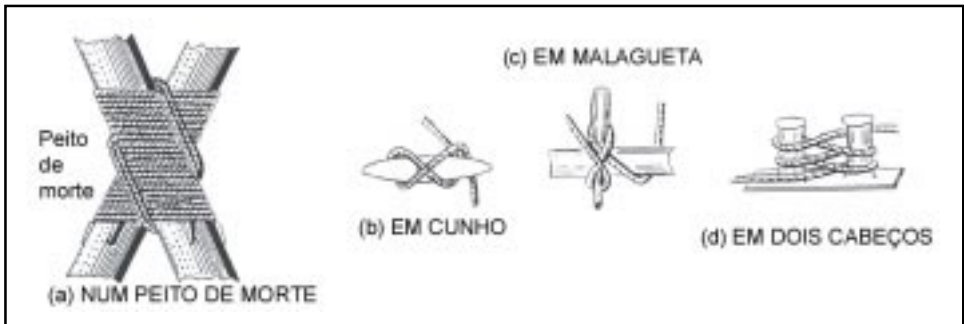 (c) EM MALAGUETA
Peito
de
morte
(b) EM CUNHO
(d) EM DOIS CABEÇOS
(a) NUM PEITO DE MORTE